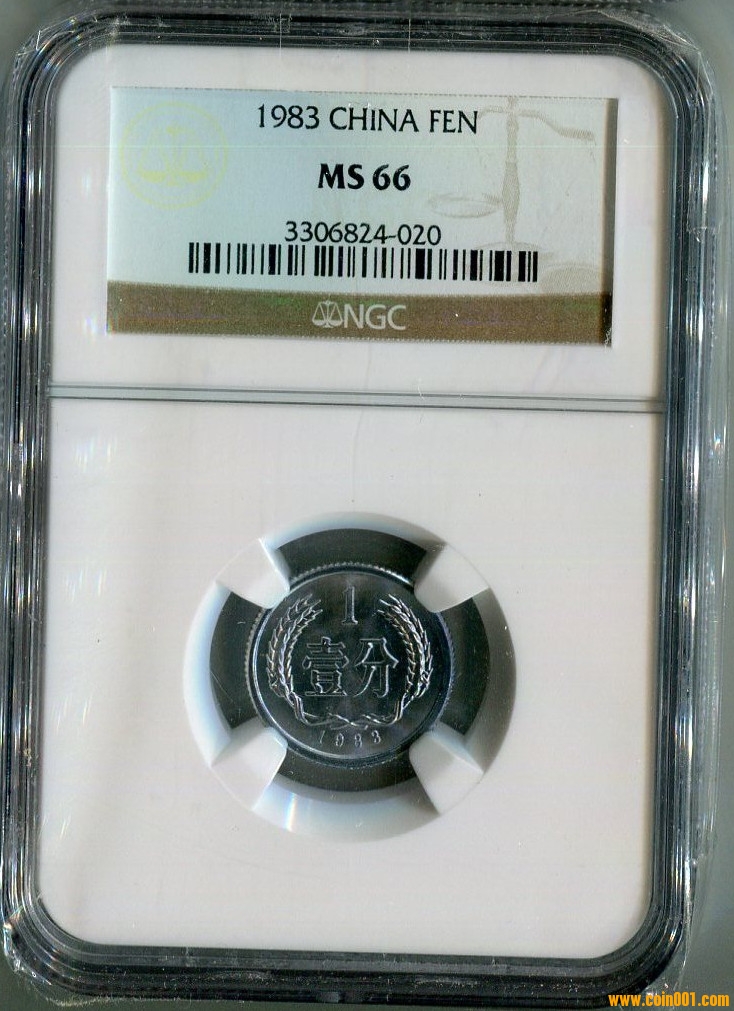 1983 CHINA FEN
MS 66
3306824-020
NGC
1
壹分
1983
www.coin001.com